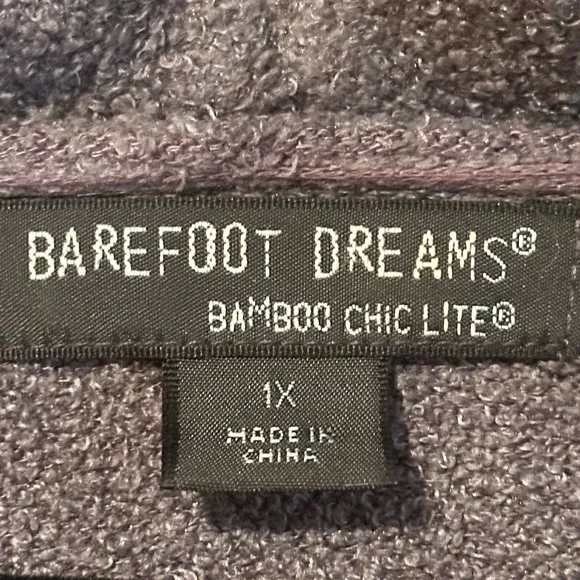 BAREFOOT DREAMS®
BAMBOO CHIC LITE®
1X
MADE IN
CHINA